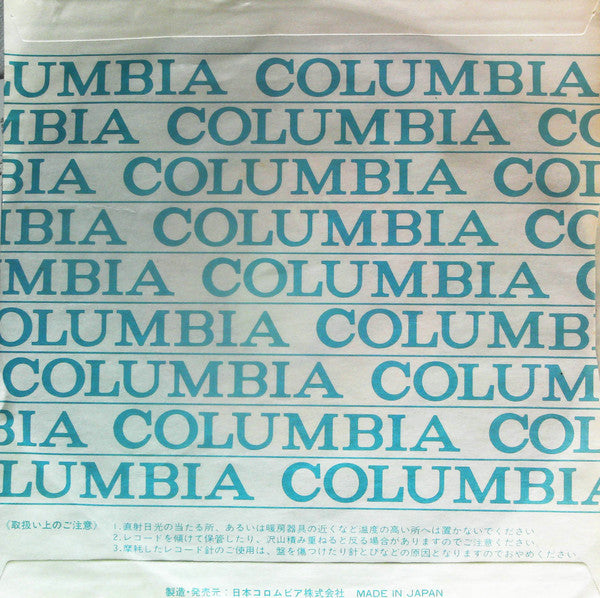 LUMBIA COLUMBIA
MBIA COLUMBIA CO
BIA COLUMBIA COL
BIA COLUMBIA C
UMBIA COLUMBIA C
OLUMBIA COLUMB
COLUMBIA COLUM
BIA COLUMBIA COL
LUMBIA COLUMBIA
《取扱い上のご注意》
1.直射日光の当たる所、あるいは暖房器具の近くなど温度の高い所へは置かないでください
2.レコードを傾けて保管したり、沢山積み重ねると反る場合がありますのでご注意ください
3.摩耗したレコード針のご使用は、盤を傷つけたり針とびなどの原因となりますのでおやめください.
製造・発売元:日本コロムビア株式会社 MADE IN JAPAN